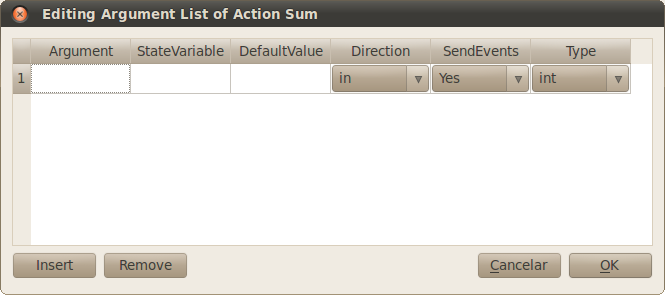 Editing Argument List of Action Sum
Argument StateVariable DefaultValue Direction SendEvents Type
1 in Yes int
Insert Remove Cancelar OK